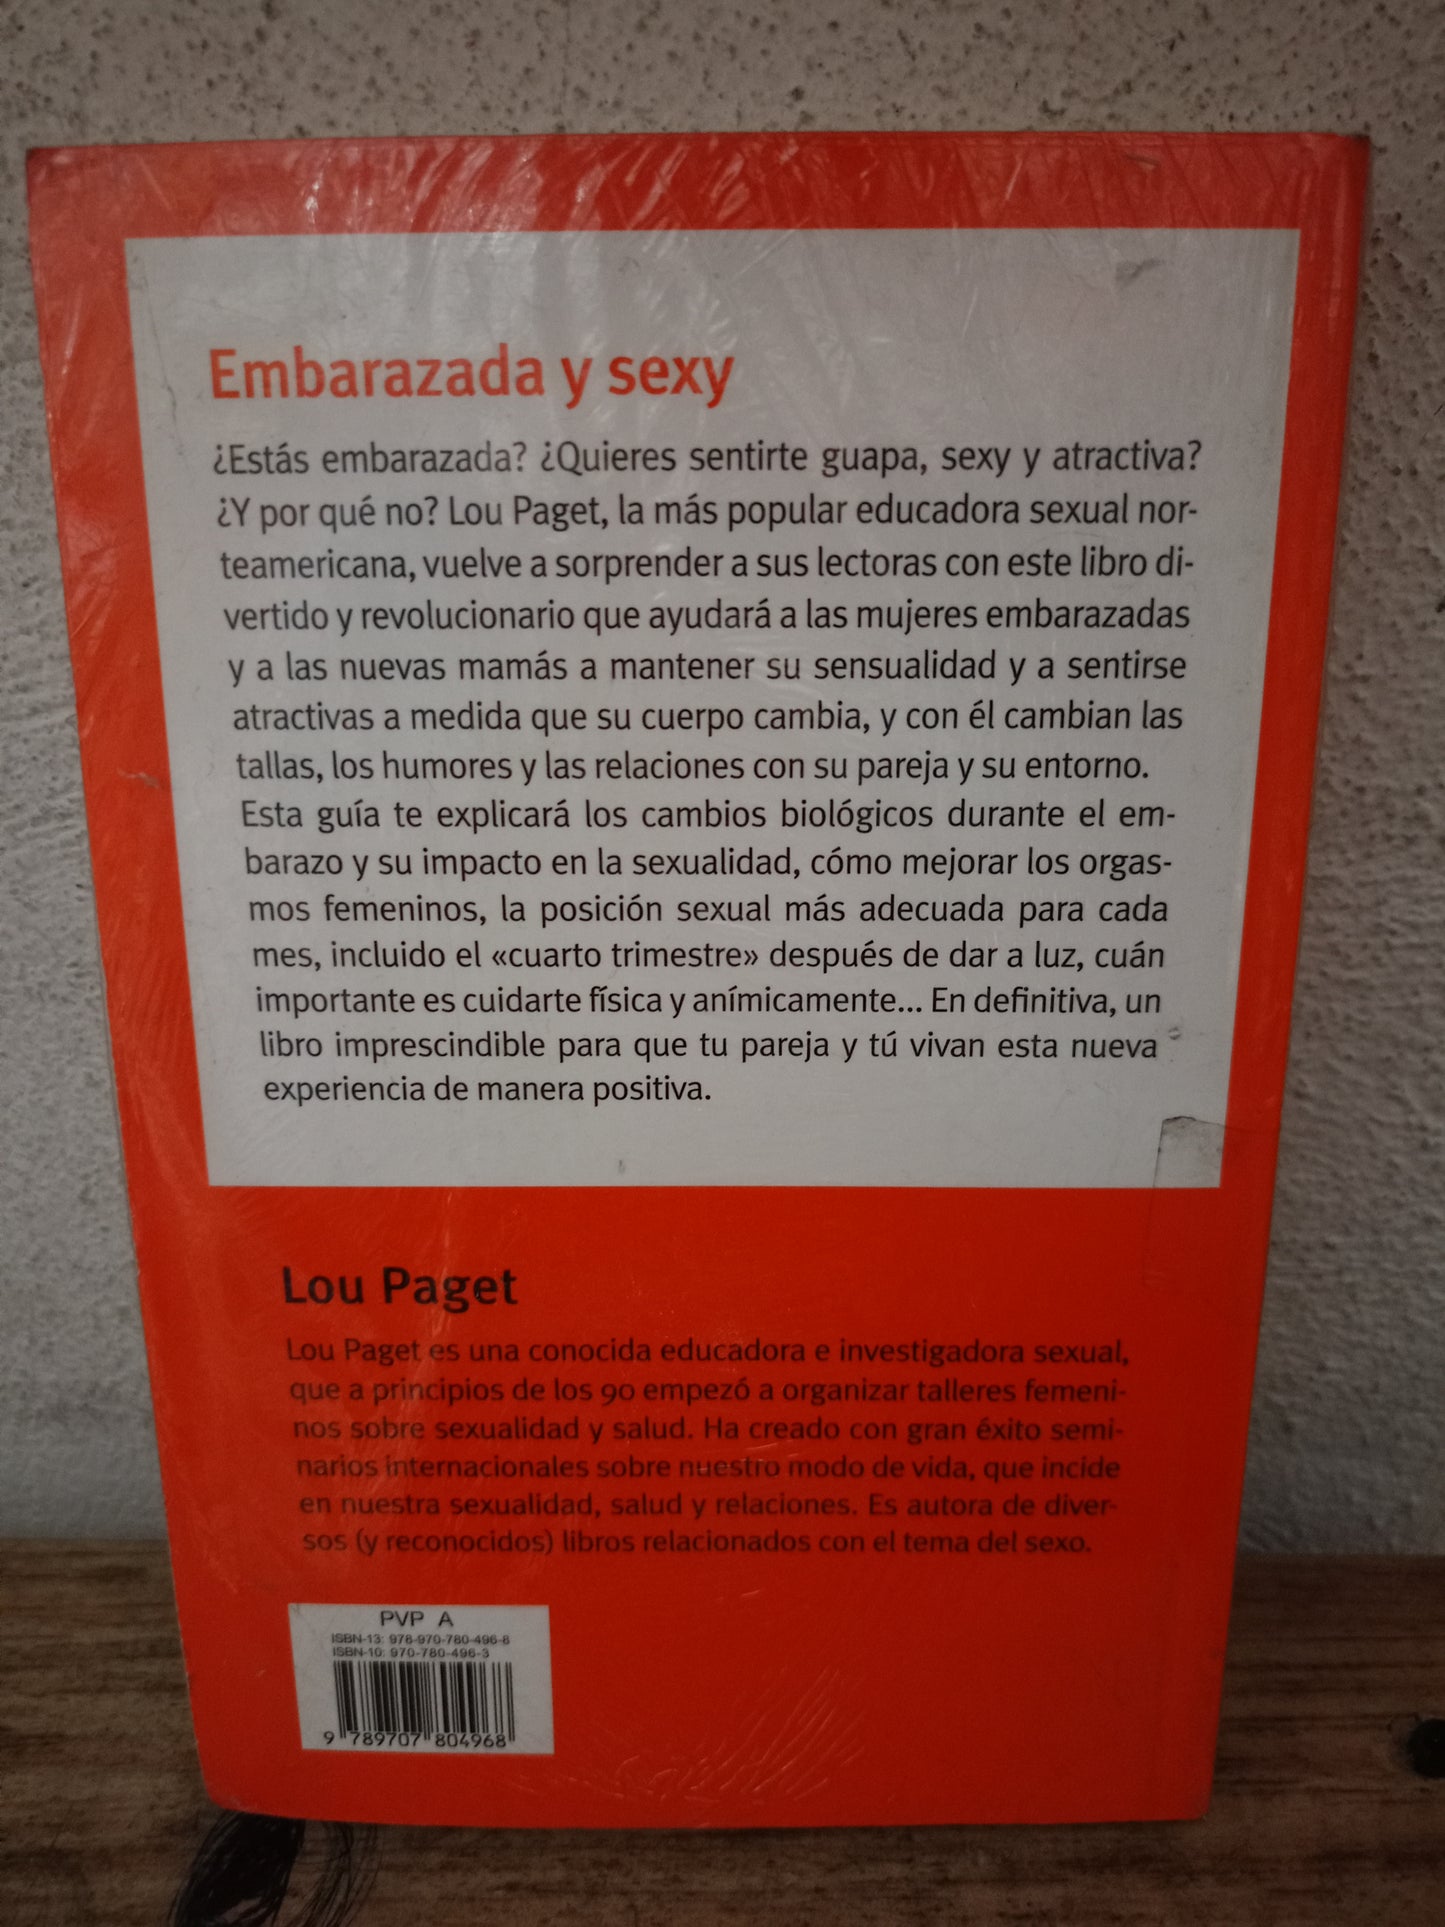 Embarazada y sexy
¿Estás embarazada? ¿Quieres sentirte guapa, sexy y atractiva?
¿Y por qué no? Lou Paget, la más popular educadora sexual nor-
teamericana, vuelve a sorprender a sus lectoras con este libro di-
vertido y revolucionario que ayudará a las mujeres embarazadas
y a las nuevas mamás a mantener su sensualidad y a sentirse
atractivas a medida que su cuerpo cambia, y con él cambian las
tallas, los humores y las relaciones con su pareja y su entorno.
Esta guía te explicará los cambios biológicos durante el em-
barazo y su impacto en la sexualidad, cómo mejorar los orgas-
mos femeninos, la posición sexual más adecuada para cada
mes, incluido el «cuarto trimestre» después de dar a luz, cuán
importante es cuidarte física y anímicamente... En definitiva, un
libro imprescindible para que tu pareja y tú vivan esta nueva
experiencia de manera positiva.
Lou Paget
Lou Paget es una conocida educadora e investigadora sexual,
que a principios de los 90 empezó a organizar talleres femeni-
nos sobre sexualidad y salud. Ha creado con gran éxito semi-
narios internacionales sobre nuestro modo de vida, que incide
en nuestra sexualidad, salud y relaciones. Es autora de diver-
sos (y reconocidos) libros relacionados con el tema del sexo.
PVP A
ISBN-13: 978-970-780-496-8
ISBN-10: 970-780-496-3
9 789707 804968